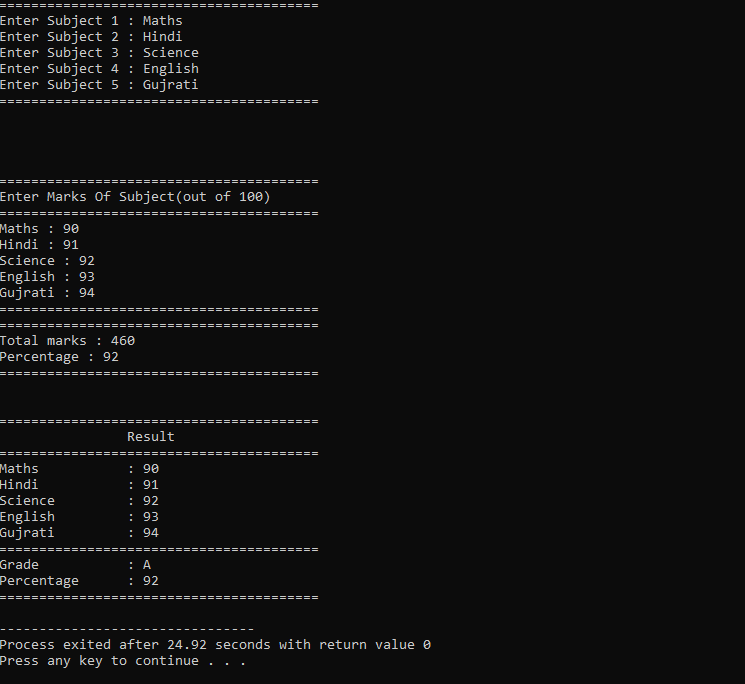 ========================================
Enter Subject 1 : Maths
Enter Subject 2 : Hindi
Enter Subject 3 : Science
Enter Subject 4 : English
Enter Subject 5 : Gujrati
========================================
========================================
Enter Marks Of Subject(out of 100)
========================================
Maths : 90
Hindi : 91
Science : 92
English : 93
Gujrati : 94
========================================
========================================
Total marks : 460
Percentage : 92
========================================
========================================
                Result
========================================
Maths           : 90
Hindi           : 91
Science         : 92
English         : 93
Gujrati         : 94
========================================
Grade           : A
Percentage      : 92
========================================
--------------------------------
Process exited after 24.92 seconds with return value 0
Press any key to continue . . .